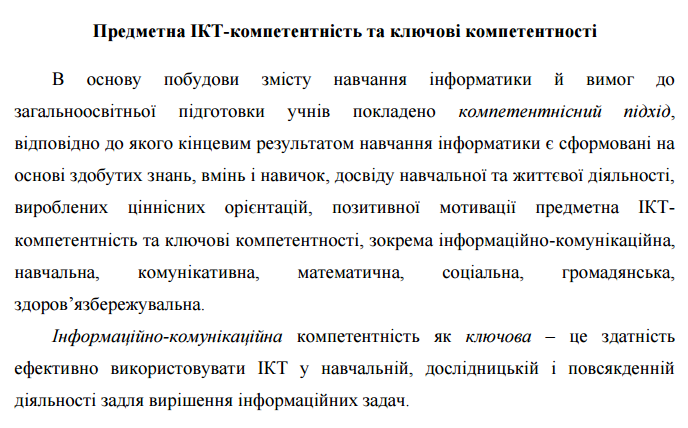 Предметна ІКТ-компетентність та ключові компетентності
В основу побудови змісту навчання інформатики й вимог до
загальноосвітньої підготовки учнів покладено компетентнісний підхід,
відповідно до якого кінцевим результатом навчання інформатики є сформовані на
основі здобутих знань, вмінь і навичок, досвіду навчальної та життєвої діяльності,
вироблених ціннісних орієнтацій, позитивної мотивації предметна ІКТ-
компетентність та ключові компетентності, зокрема інформаційно-комунікаційна,
навчальна, комунікативна, математична, соціальна, громадянська,
здоров’язбережувальна.
Інформаційно-комунікаційна компетентність як ключова – це здатність
ефективно використовувати ІКТ у навчальній, дослідницькій і повсякденній
діяльності задля вирішення інформаційних задач.